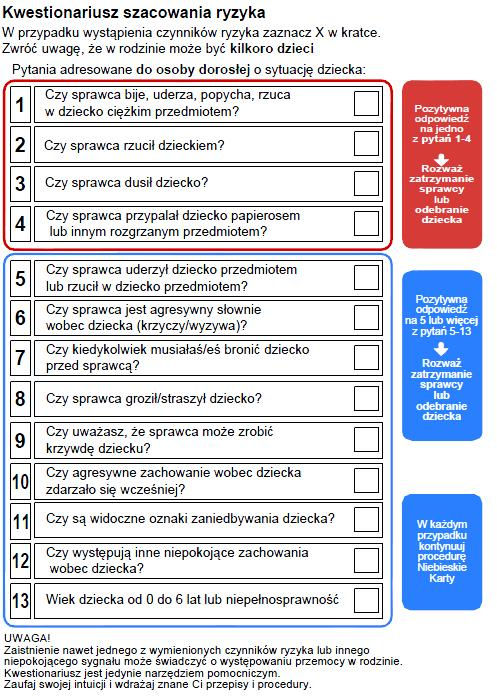 Kwestionariusz szacowania ryzyka
W przypadku wystąpienia czynników ryzyka zaznacz X w kratce.
Zwróć uwagę, że w rodzinie może być kilkoro dzieci
Pytania adresowane do osoby dorosłej o sytuację dziecka:
1
Czy sprawca bije, uderza, popycha, rzuca
w dziecko ciężkim przedmiotem?
2
Czy sprawca rzucił dzieckiem?
3
Czy sprawca dusił dziecko?
4
Czy sprawca przypalał dziecko papierosem
lub innym rozgrzanym przedmiotem?
Pozytywna
odpowiedź
na jedno
z pytań 1-4
Rozważ
zatrzymanie
sprawcy
lub
odebranie
dziecka
5
Czy sprawca uderzył dziecko przedmiotem
lub rzucił w dziecko przedmiotem?
6
Czy sprawca jest agresywny słownie
wobec dziecka (krzyczy/wyzywa)?
7
Czy kiedykolwiek musiałaś/eś bronić dziecko
przed sprawcą?
8
Czy sprawca groził/straszył dziecko?
9
Czy uważasz, że sprawca może zrobić
krzywdę dziecku?
10
Czy agresywne zachowanie wobec dziecka
zdarzało się wcześniej?
11
Czy są widoczne oznaki zaniedbywania dziecka?
12
Czy występują inne niepokojące zachowania
wobec dziecka?
13
Wiek dziecka od 0 do 6 lat lub niepełnosprawność
Pozytywna
odpowiedź
na 5 lub więcej
z pytań 5-13
Rozważ
zatrzymanie
sprawcy
lub
odebranie
dziecka
W każdym
przypadku
kontynuuj
procedurę
Niebieskie
Karty
UWAGA!
Zaistnienie nawet jednego z wymienionych czynników ryzyka lub innego
niepokojącego sygnału może świadczyć o występowaniu przemocy w rodzinie.
Kwestionariusz jest jedynie narzędziem pomocniczym.
Zaufaj swojej intuicji i wdrażaj znane Ci przepisy i procedury.